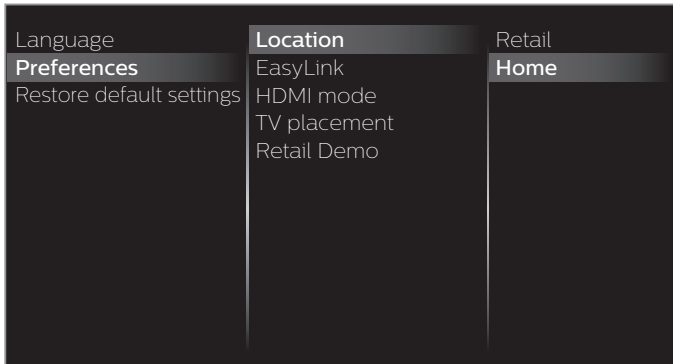 Language
Preferences
Restore default settings
Location
EasyLink
HDMI mode
TV placement
Retail Demo
Retail
Home